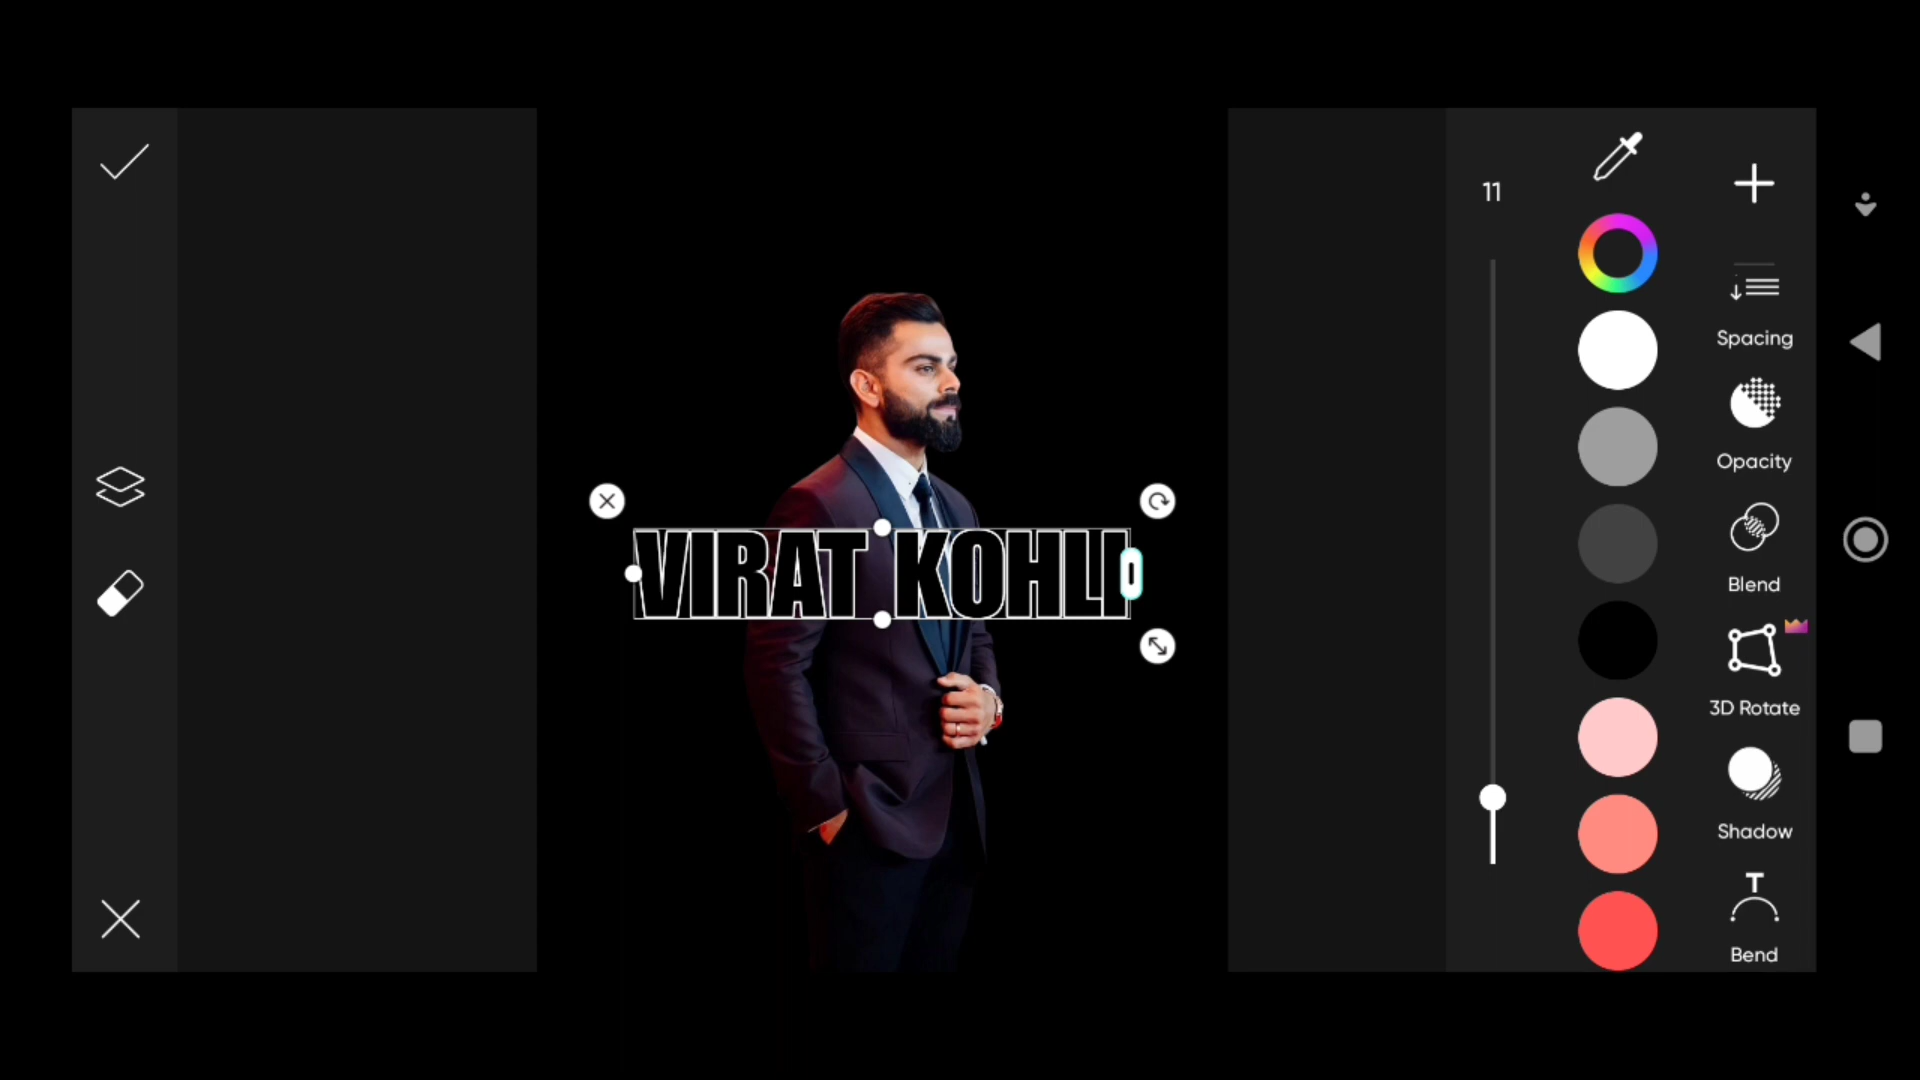 11
Spacing
Opacity
VIRAT KOHLI
Blend
3D Rotate
Shadow
T
Bend